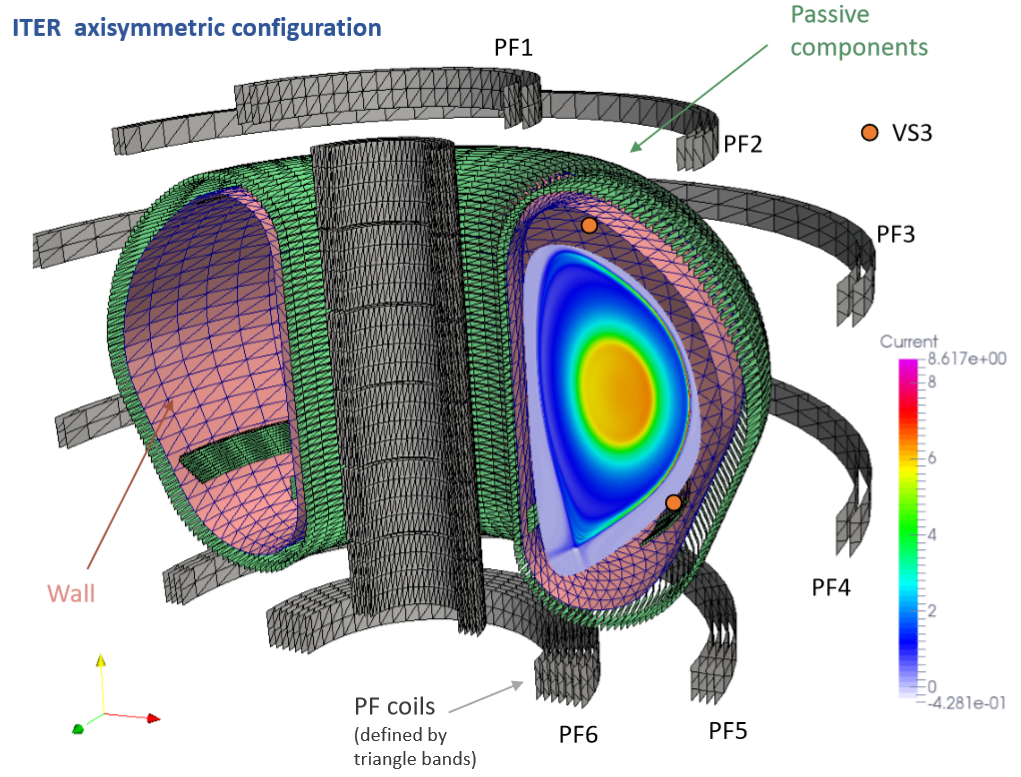 ITER axisymmetric configuration
Passive
components
PF1
VS3
PF2
PF3
Current
8.617e+00
8
6
4
2
0
-4.281e-01
PF4
Wall
PF coils
(defined by
triangle bands)
PF6
PF5